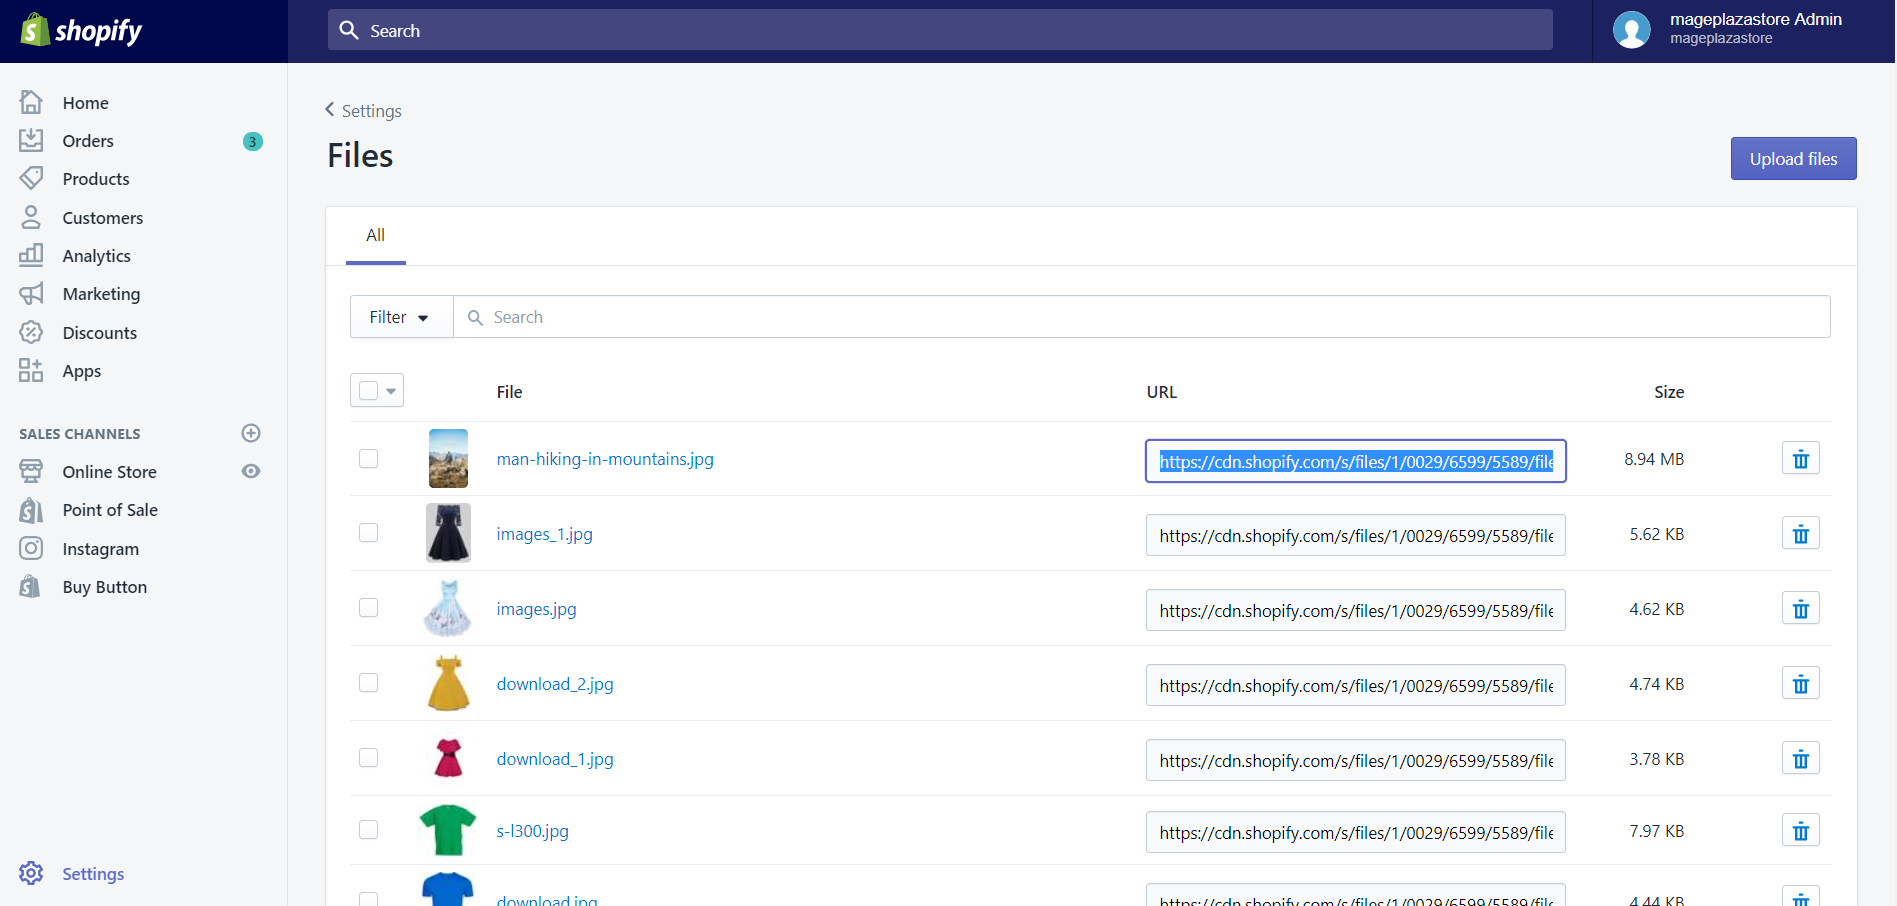 shopify
Search
mageplazastore Admin
mageplazastore
Home
Orders
3
Products
Customers
Analytics
Marketing
Discounts
Apps
SALES CHANNELS
Online Store
Point of Sale
Instagram
Buy Button
Settings
Settings
Files
Upload files
All
Filter
Search
File URL Size
man-hiking-in-mountains.jpg https://cdn.shopify.com/s/files/1/0029/6599/5589/file 8.94 MB
images_1.jpg https://cdn.shopify.com/s/files/1/0029/6599/5589/file 5.62 KB
images.jpg https://cdn.shopify.com/s/files/1/0029/6599/5589/file 4.62 KB
download_2.jpg https://cdn.shopify.com/s/files/1/0029/6599/5589/file 4.74 KB
download_1.jpg https://cdn.shopify.com/s/files/1/0029/6599/5589/file 3.78 KB
s-l300.jpg https://cdn.shopify.com/s/files/1/0029/6599/5589/file 7.97 KB
download.jpg https://cdn.shopify.com/s/files/1/0029/6599/5589/file 4.44 KB